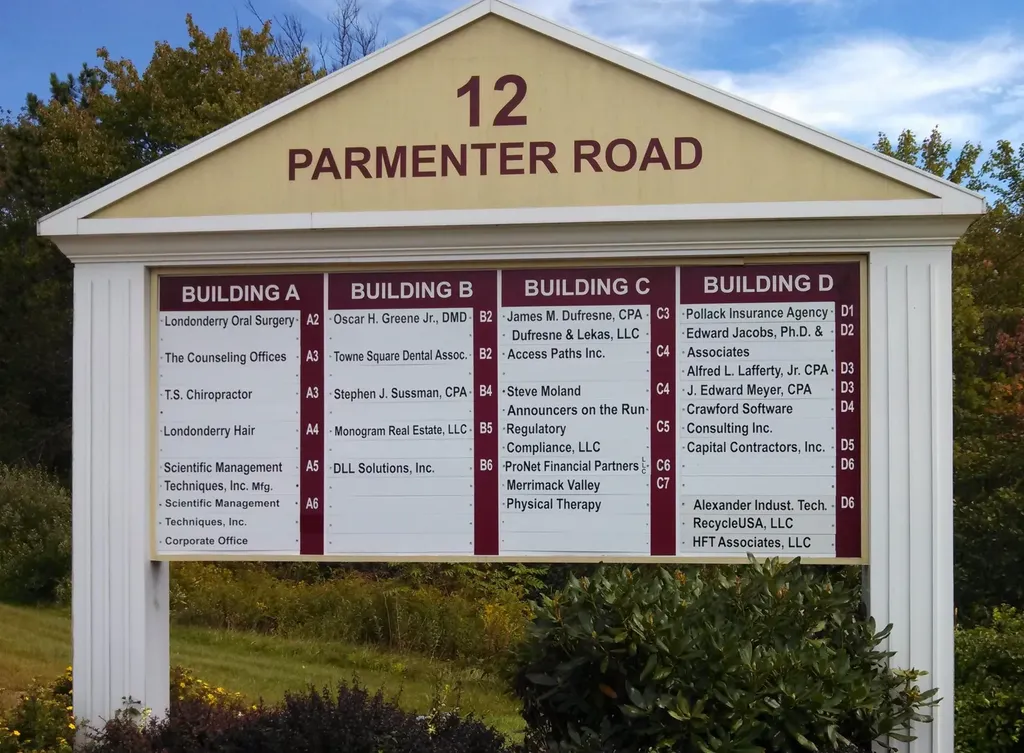 12
PARMENTER ROAD
BUILDING A
Londonderry Oral Surgery A2
The Counseling Offices A3
T.S. Chiropractor A3
Londonderry Hair A4
Scientific Management A5
Techniques, Inc. Mfg.
Scientific Management A6
Techniques, Inc.
Corporate Office
BUILDING B
Oscar H. Greene Jr., DMD B2
Towne Square Dental Assoc. B2
Stephen J. Sussman, CPA B4
Monogram Real Estate, LLC B5
DLL Solutions, Inc. B6
BUILDING C
James M. Dufresne, CPA C3
Dufresne & Lekas, LLC
Access Paths Inc. C4
Steve Moland C4
Announcers on the Run
Regulatory C5
Compliance, LLC
ProNet Financial Partners LLC C6
Merrimack Valley C7
Physical Therapy
BUILDING D
Pollack Insurance Agency D1
Edward Jacobs, Ph.D. & D2
Associates
Alfred L. Lafferty, Jr. CPA D3
J. Edward Meyer, CPA D3
Crawford Software D4
Consulting Inc.
Capital Contractors, Inc. D5
D6
Alexander Indust. Tech. D6
RecycleUSA, LLC
HFT Associates, LLC